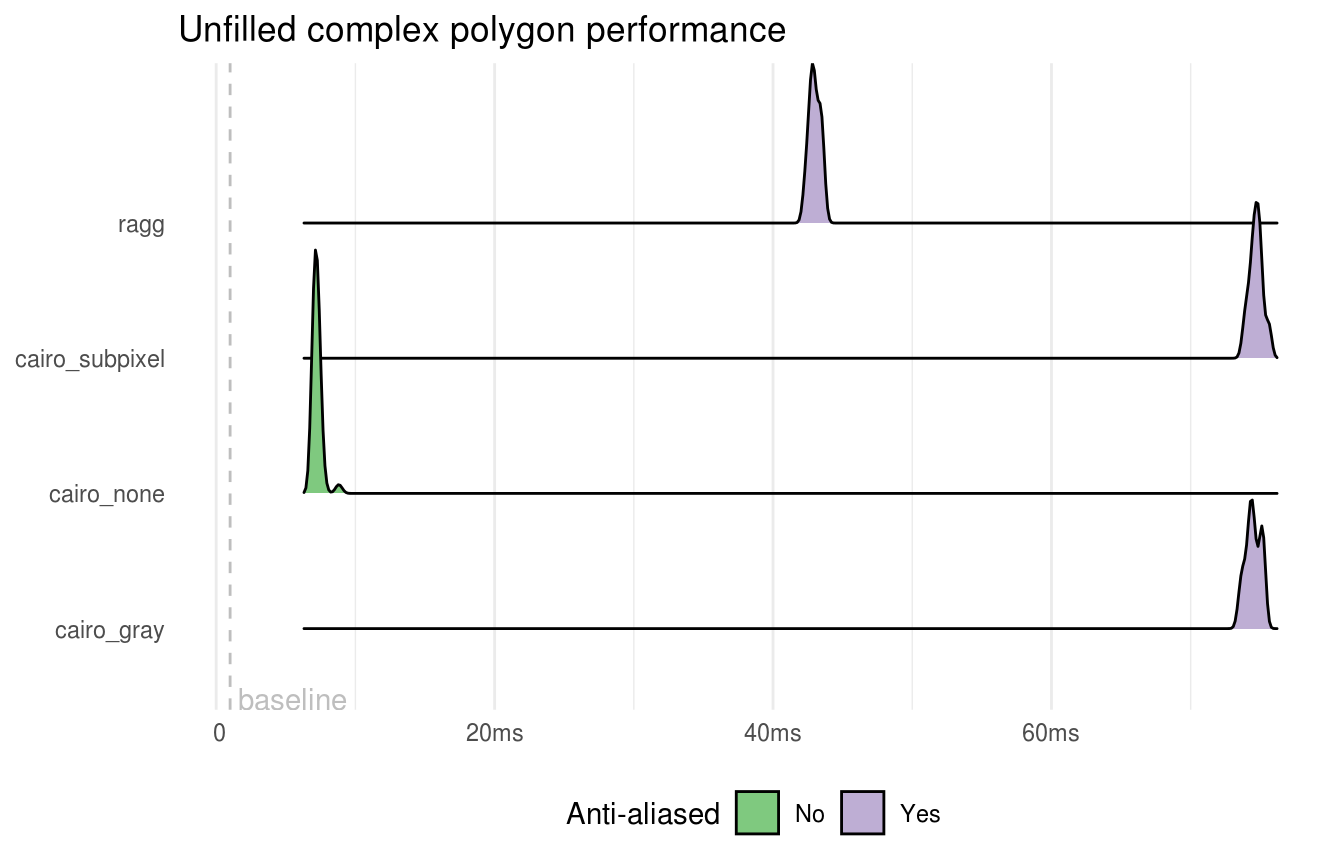 Unfilled complex polygon performance
ragg
cairo_subpixel
cairo_none
cairo_gray
baseline
0 20ms 40ms 60ms
Anti-aliased No Yes